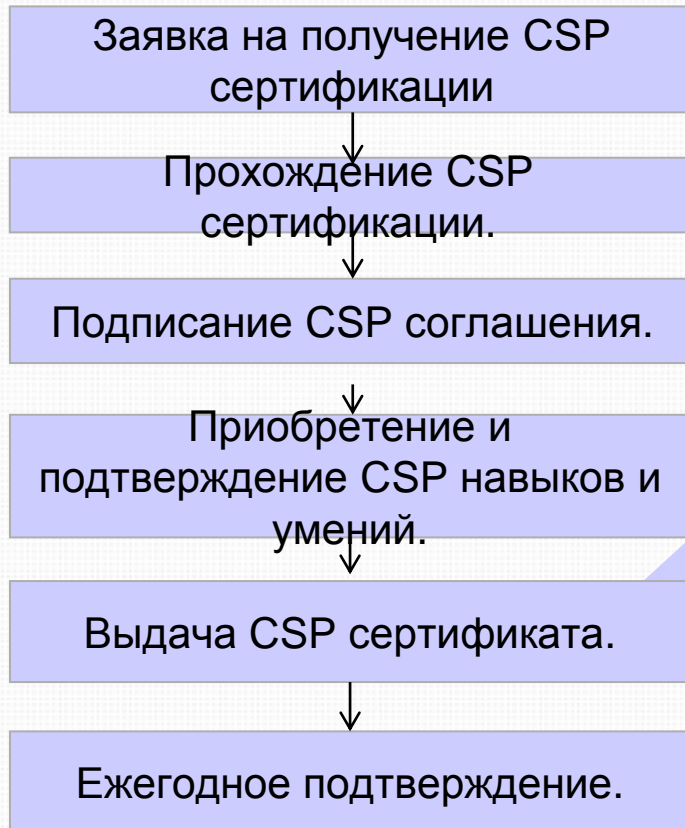 Заявка на получение CSP
сертификации
Прохождение CSP
сертификации.
Подписание CSP соглашения.
Приобретение и
подтверждение CSP навыков и
умений.
Выдача CSP сертификата.
Ежегодное подтверждение.